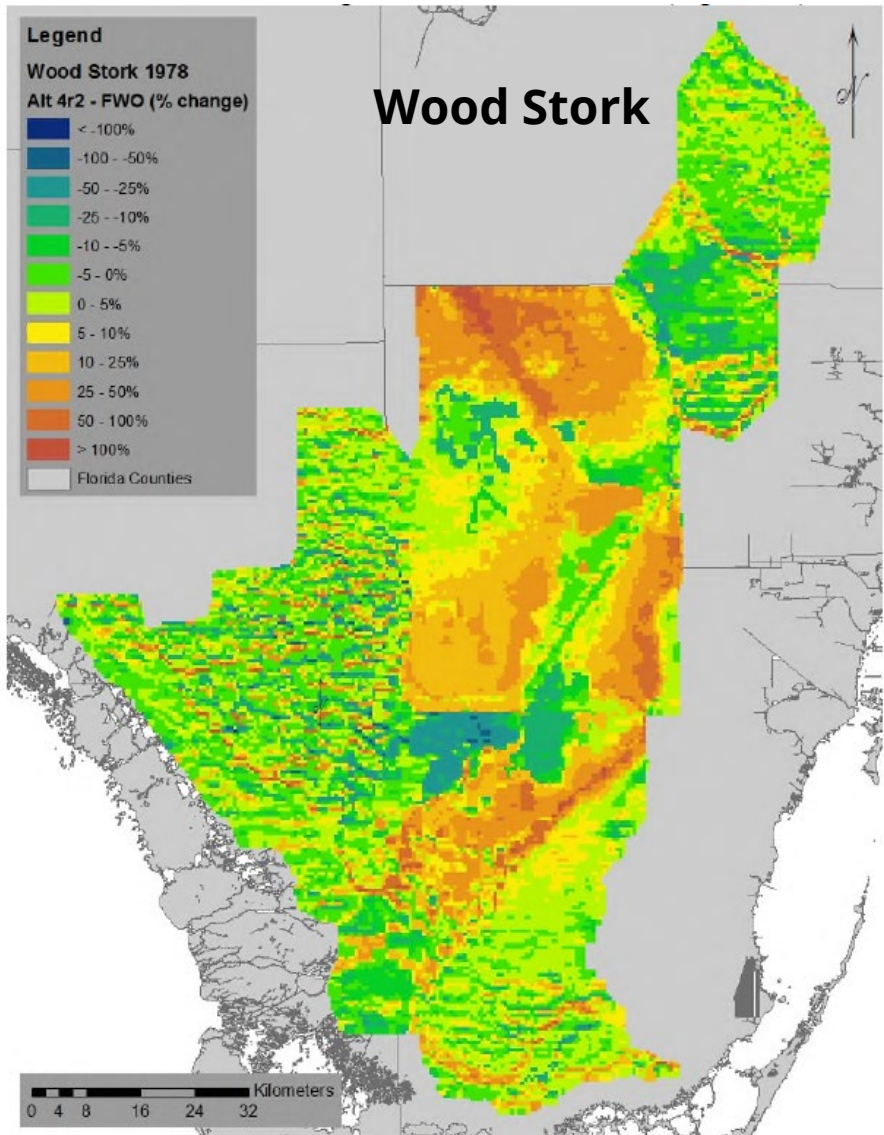 Legend
Wood Stork 1978
Alt 4r2 - FWO (% change)
< -100%
-100 - -50%
-50 - -25%
-25 - -10%
-10 - -5%
-5 - 0%
0 - 5%
5 - 10%
10 - 25%
25 - 50%
50 - 100%
> 100%
Florida Counties
Wood Stork
N
Kilometers
0 4 8 16 24 32